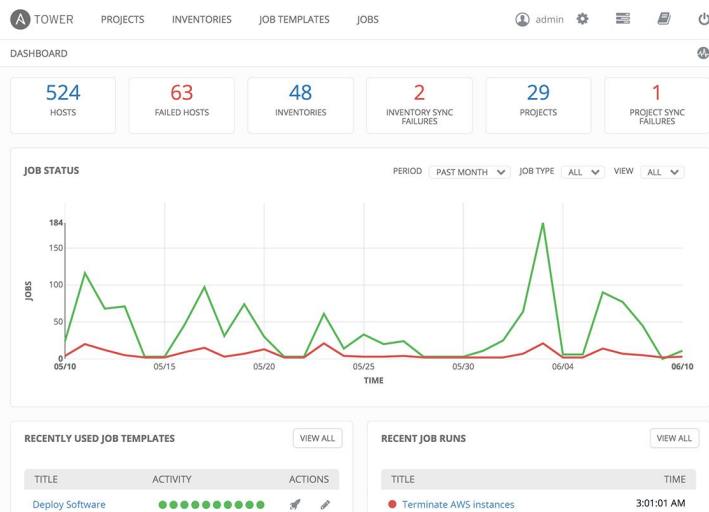 A TOWER PROJECTS INVENTORIES JOB TEMPLATES JOBS admin
DASHBOARD
524 63 48 2 29 1
HOSTS FAILED HOSTS INVENTORIES INVENTORY SYNC PROJECTS PROJECT SYNC
FAILURES FAILURES
JOB STATUS PERIOD PAST MONTH JOB TYPE ALL VIEW ALL
184
150
100
50
0
JOBS
05/10 05/15 05/20 05/25 05/30 06/04 06/10
TIME
RECENTLY USED JOB TEMPLATES VIEW ALL RECENT JOB RUNS VIEW ALL
TITLE ACTIVITY ACTIONS TITLE TIME
Deploy Software Terminate AWS instances 3:01:01 AM